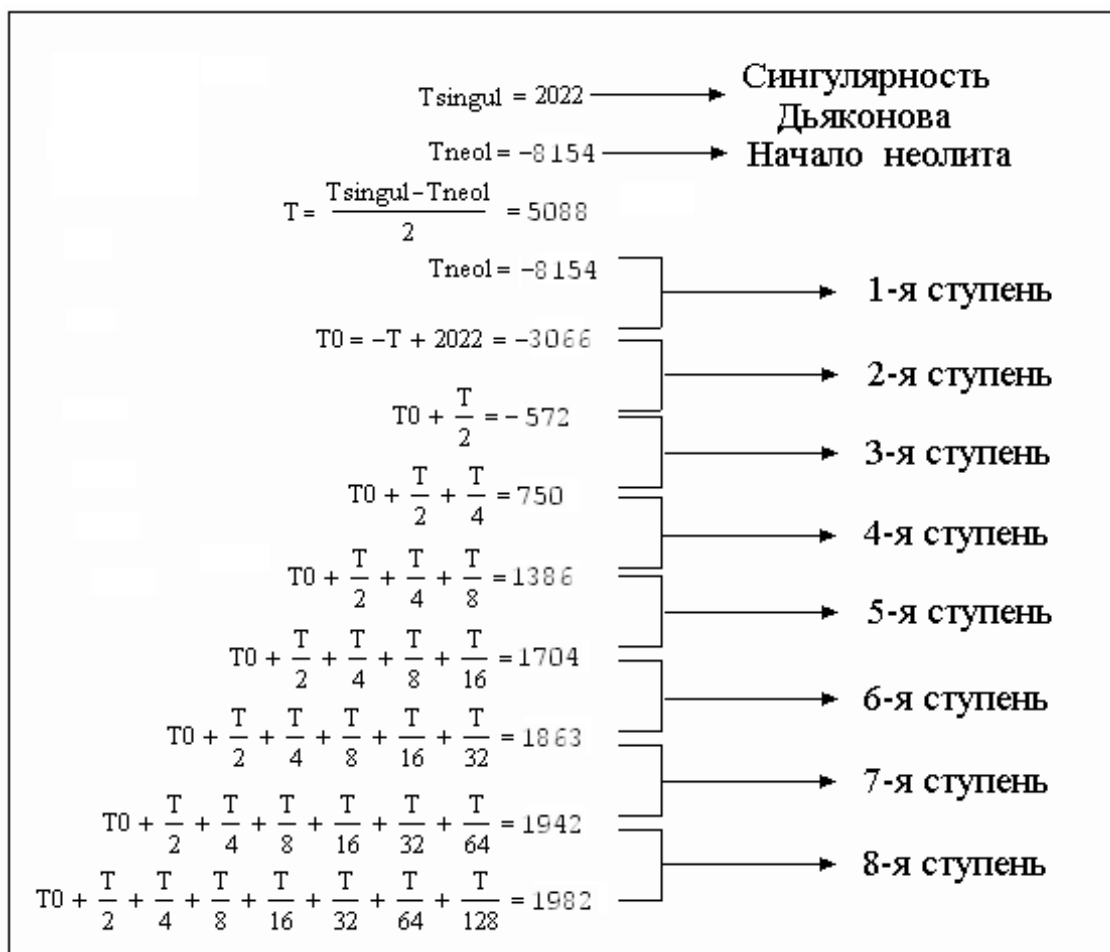 Tsingul = 2022 Сингулярность
Дьяконова
Tneol = -8154 Начало неолита
T = (Tsingul-Tneol)/2 = 5088
Tneol = -8154
1-я ступень
T0 = -T + 2022 = -3066
2-я ступень
T0 + T/2 = -572
3-я ступень
T0 + T/2 + T/4 = 750
4-я ступень
T0 + T/2 + T/4 + T/8 = 1386
5-я ступень
T0 + T/2 + T/4 + T/8 + T/16 = 1704
6-я ступень
T0 + T/2 + T/4 + T/8 + T/16 + T/32 = 1863
7-я ступень
T0 + T/2 + T/4 + T/8 + T/16 + T/32 + T/64 = 1942
8-я ступень
T0 + T/2 + T/4 + T/8 + T/16 + T/32 + T/64 + T/128 = 1982